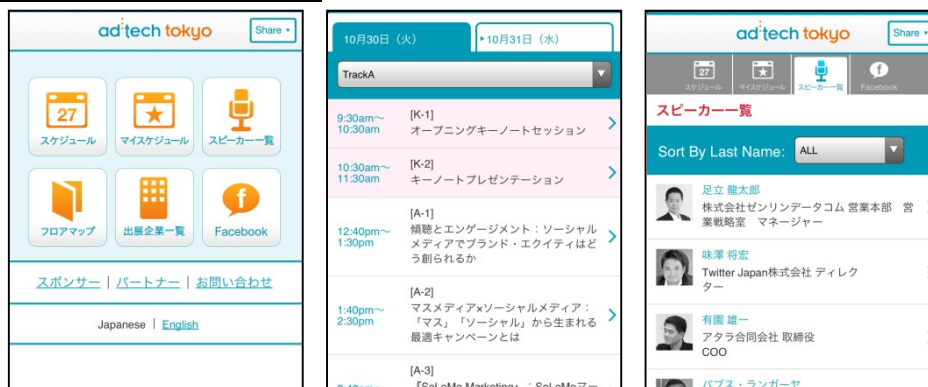 ad:tech tokyo
Share
27
スケジュール
マイスケジュール
スピーカー一覧
フロアマップ
出展企業一覧
Facebook
スポンサー | パートナー | お問い合わせ
Japanese | English
10月30日（火）
10月31日（水）
TrackA
9:30am〜
10:30am
[K-1]
オープニングキーノートセッション
10:30am〜
11:30am
[K-2]
キーノートプレゼンテーション
12:40pm〜
1:30pm
[A-1]
傾聴とエンゲージメント：ソーシャル
メディアでブランド・エクイティはど
う創られるか
1:40pm〜
2:30pm
[A-2]
マスメディアxソーシャルメディア：
「マス」「ソーシャル」から生まれる
最適キャンペーンとは
[A-3]
「SoLoMo Marketing」：SoLoMoマー
ad:tech tokyo
Share
27
スケジュール
マイスケジュール
スピーカー一覧
Facebook
スピーカー一覧
Sort By Last Name: ALL
足立 龍太郎
株式会社ゼンリンデータコム 営業本部 営
業戦略室 マネージャー
味澤 将宏
Twitter Japan株式会社 ディレク
ター
有園 雄一
アタラ合同会社 取締役
COO
バブス・ランガーヤ